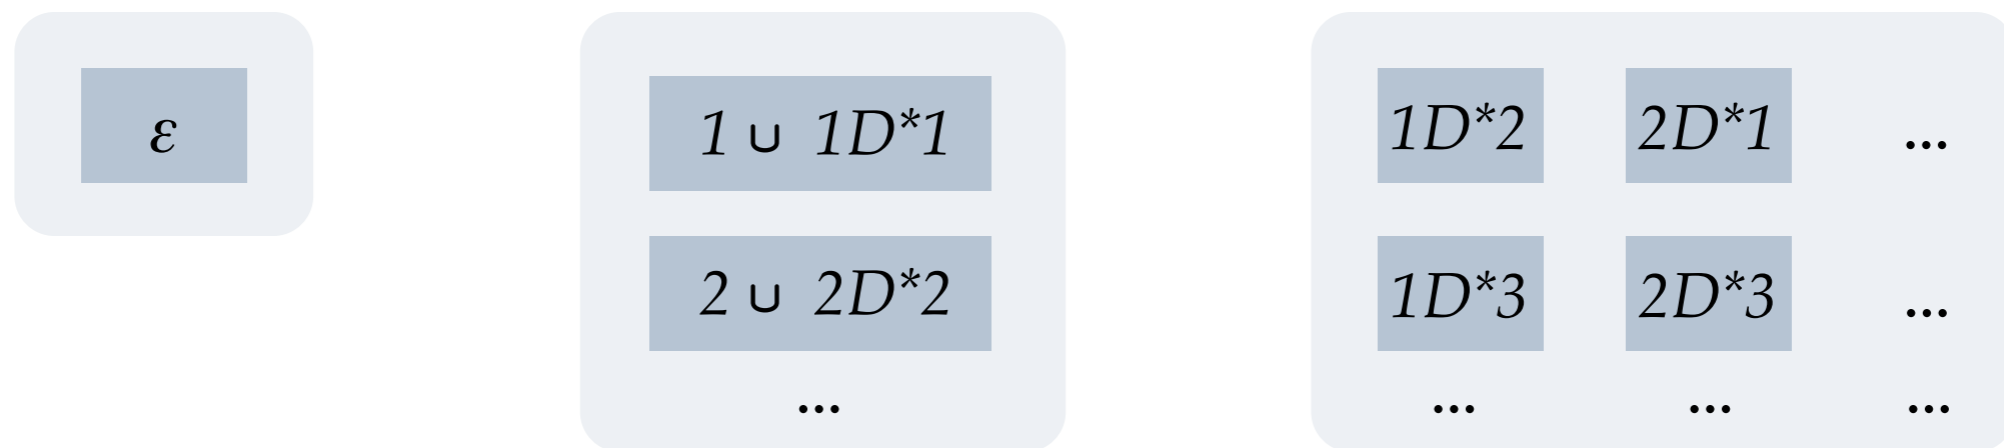 ε
1 ∪ 1D*1
2 ∪ 2D*2
...
1D*2 2D*1 ...
1D*3 2D*3 ...
... ... ...